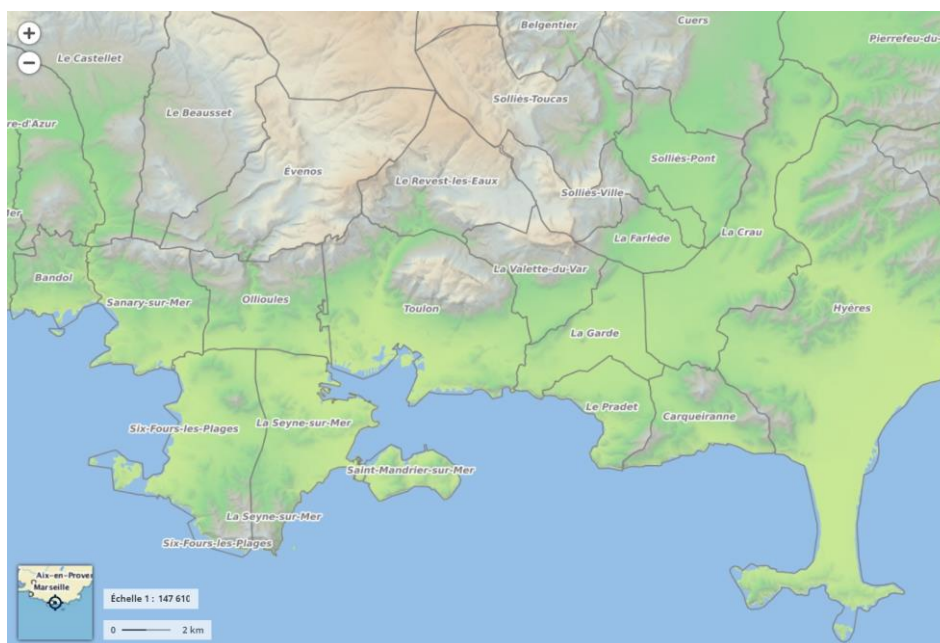 +
−
Belgentier
Cuers
Pierrefeu-du-
Le Castellet
Solliès-Toucas
Le Beausset
re-d'Azur
Solliès-Pont
Évenos
Le Revest-les-Eaux
Solliès-Ville
Mer
La Farlède
La Crau
La Valette-du-Var
Bandol
Sanary-sur-Mer
Ollioules
Toulon
Hyères
La Garde
Le Pradet
Carqueiranne
Six-Fours-les-Plages
La Seyne-sur-Mer
Saint-Mandrier-sur-Mer
La Seyne-sur-Mer
Six-Fours-les-Plages
Aix-en-Prove
Marseille
Échelle 1 : 147 610
0 2 km